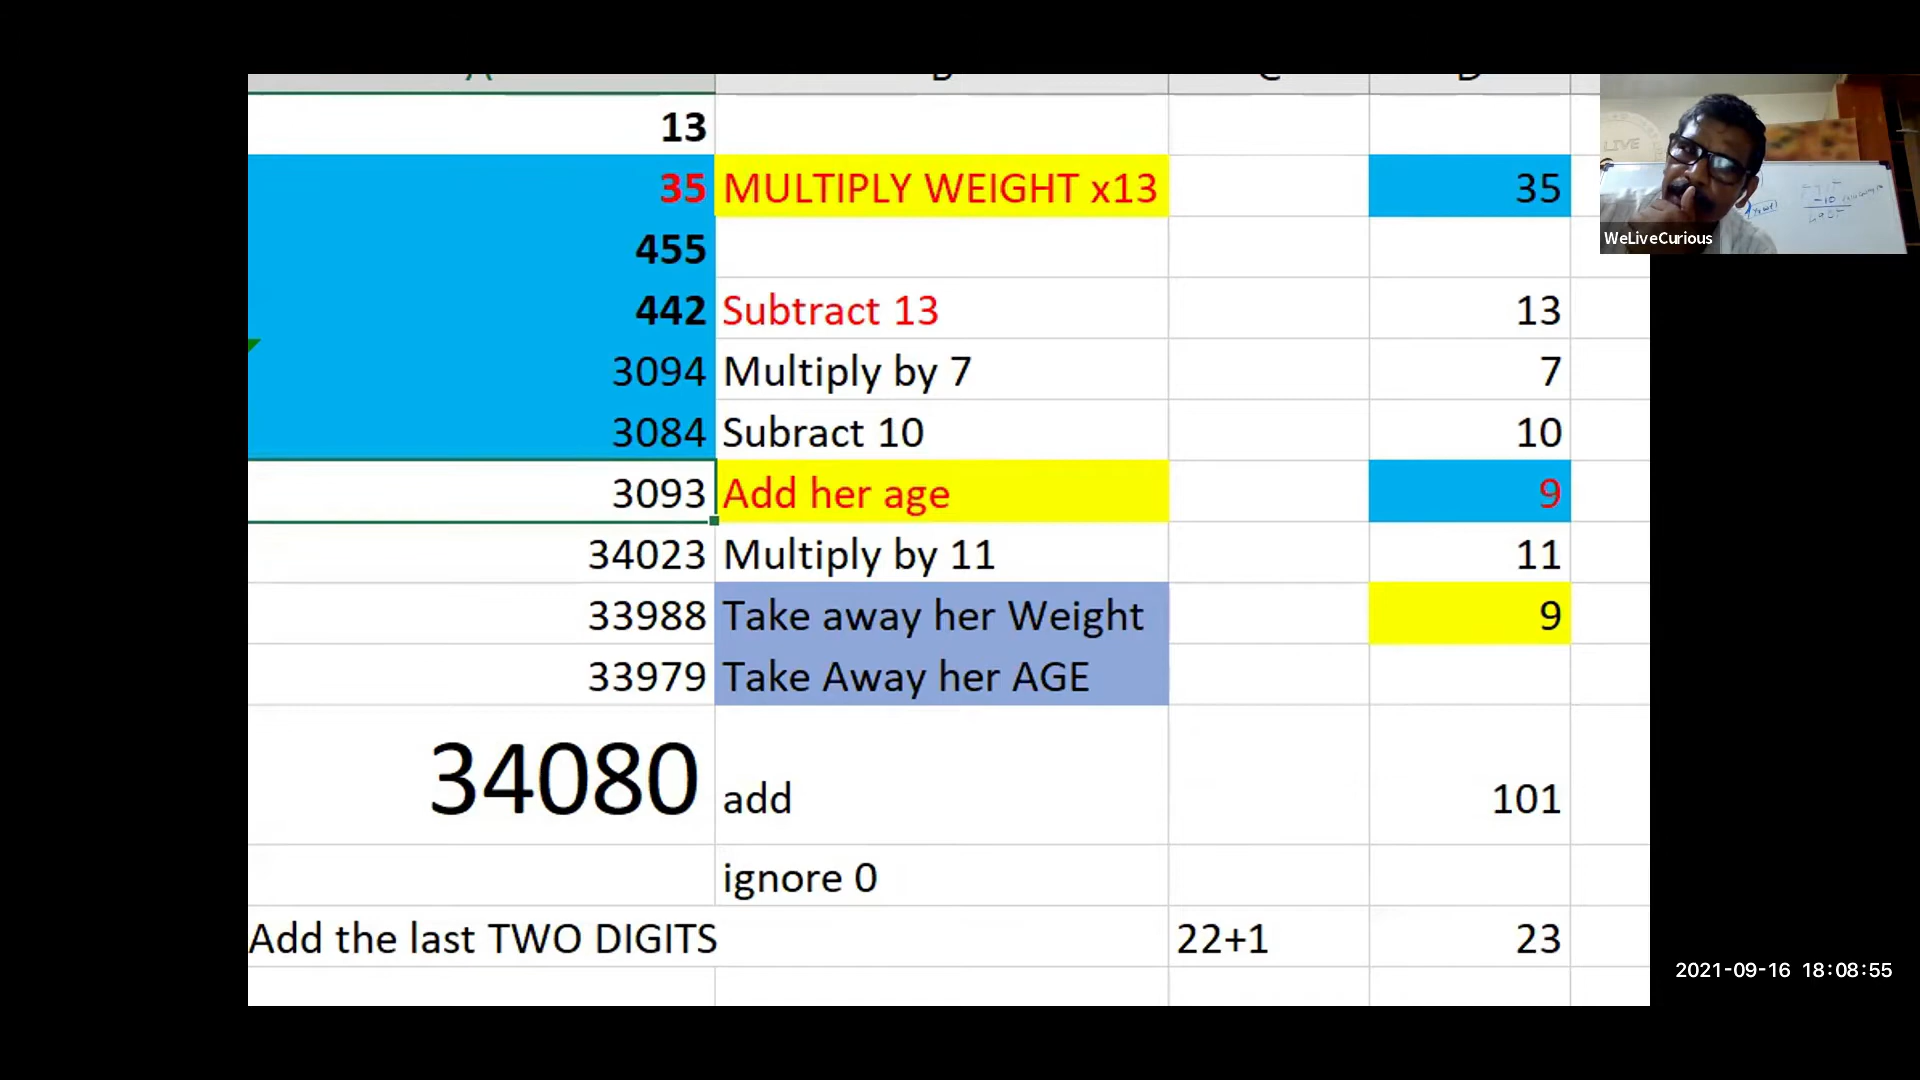 13
35 MULTIPLY WEIGHT x13 35
455
442 Subtract 13 13
3094 Multiply by 7 7
3084 Subract 10 10
3093 Add her age 9
34023 Multiply by 11 11
33988 Take away her Weight 9
33979 Take Away her AGE
34080 add 101
ignore 0
Add the last TWO DIGITS 22+1 23
LIVE
WeLiveCurious
2021-09-16 18:08:55